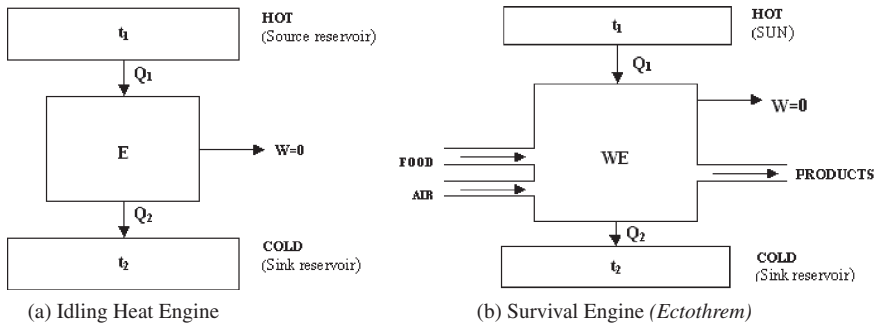 HOT
(Source reservoir)
t1
Q1
E
W=0
Q2
COLD
(Sink reservoir)
t2
(a) Idling Heat Engine
HOT
(SUN)
t1
Q1
W=0
WE
FOOD
AIR
PRODUCTS
Q2
COLD
(Sink reservoir)
t2
(b) Survival Engine (Ectothrem)